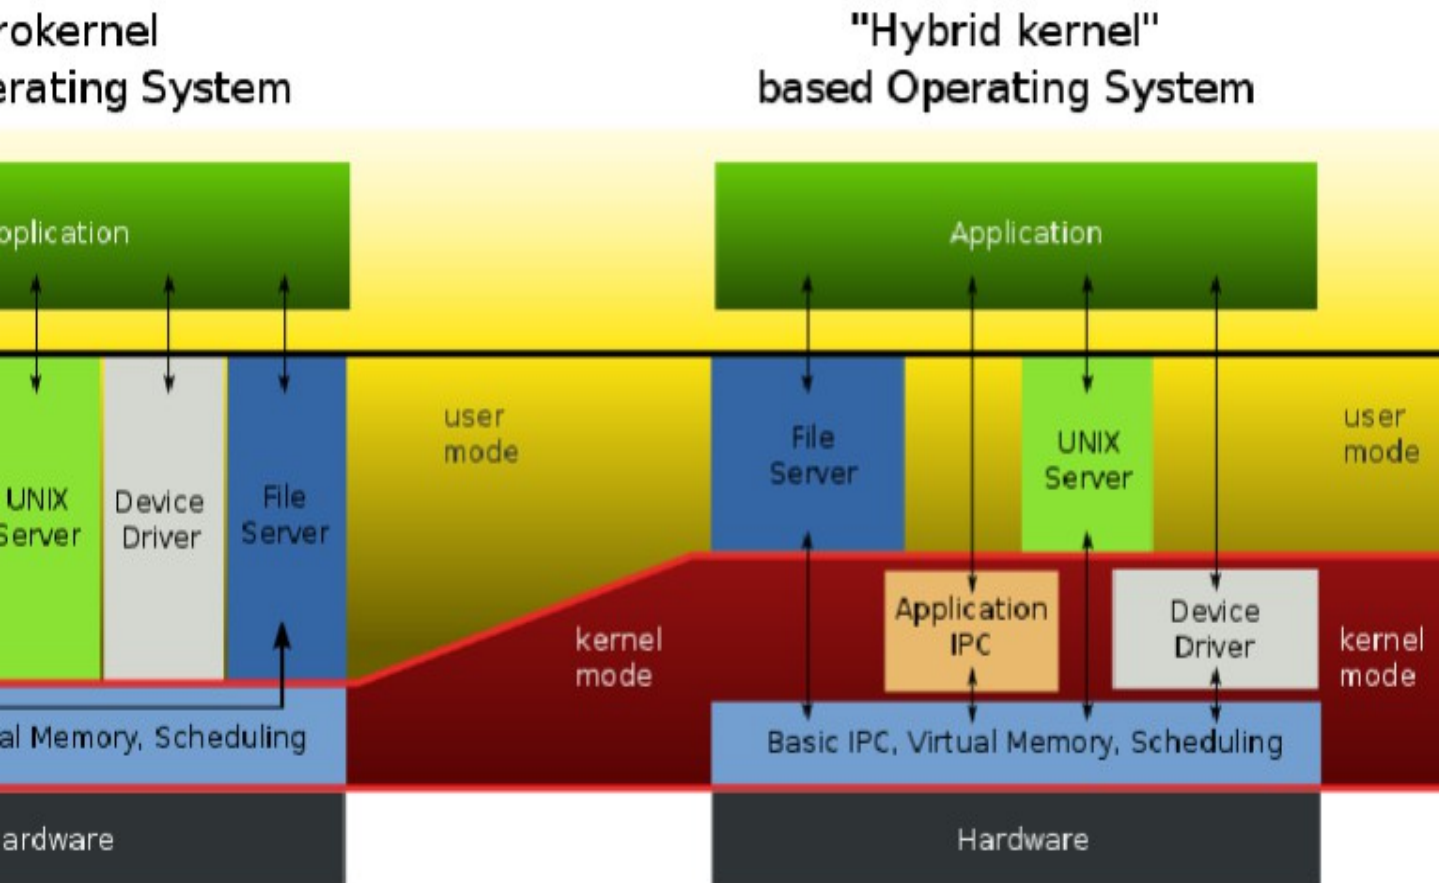 rokernel
erating System
"Hybrid kernel"
based Operating System
pplication
Application
UNIX
Server
Device
Driver
File
Server
user
mode
File
Server
UNIX
Server
user
mode
kernel
mode
Application
IPC
Device
Driver
kernel
mode
al Memory, Scheduling
Basic IPC, Virtual Memory, Scheduling
ardware
Hardware